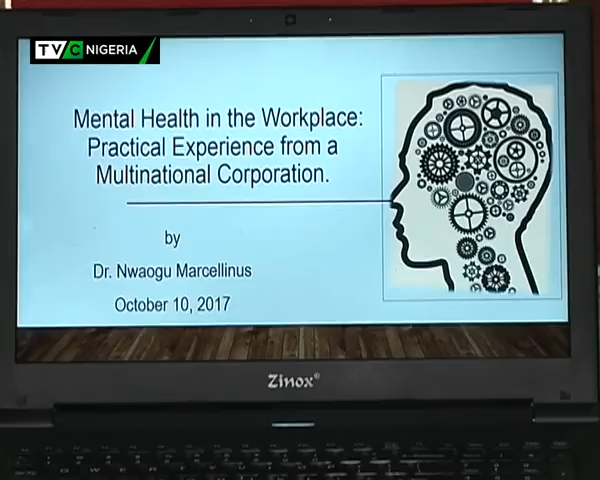 TVC NIGERIA
Mental Health in the Workplace:
Practical Experience from a
Multinational Corporation.
by
Dr. Nwaogu Marcellinus
October 10, 2017
Zinox®